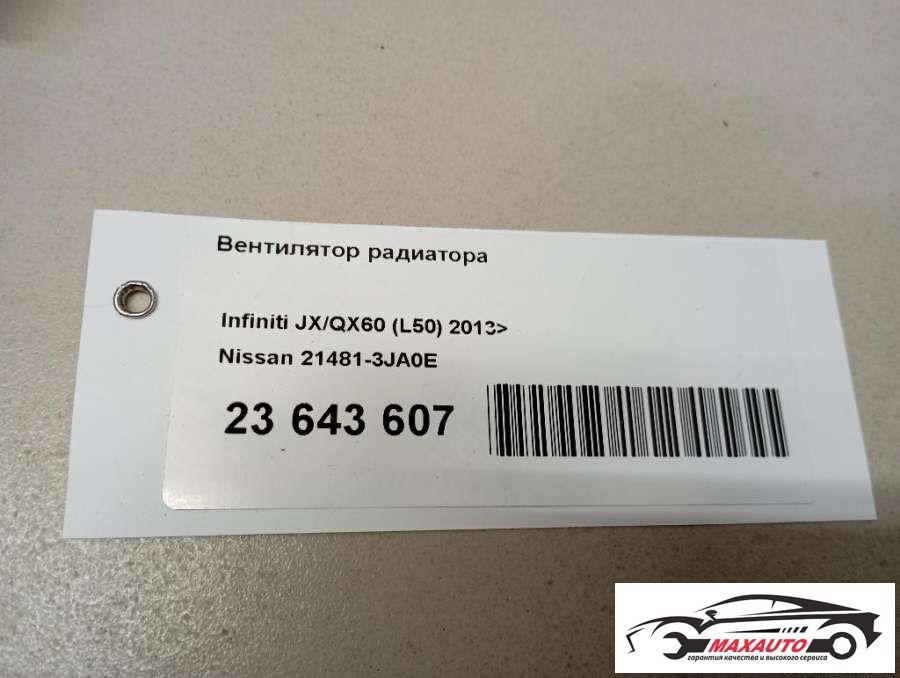 Вентилятор радиатора
Infiniti JX/QX60 (L50) 2013>
Nissan 21481-3JA0E
23 643 607
MAXAUTO
гарантия качества и высокого сервиса